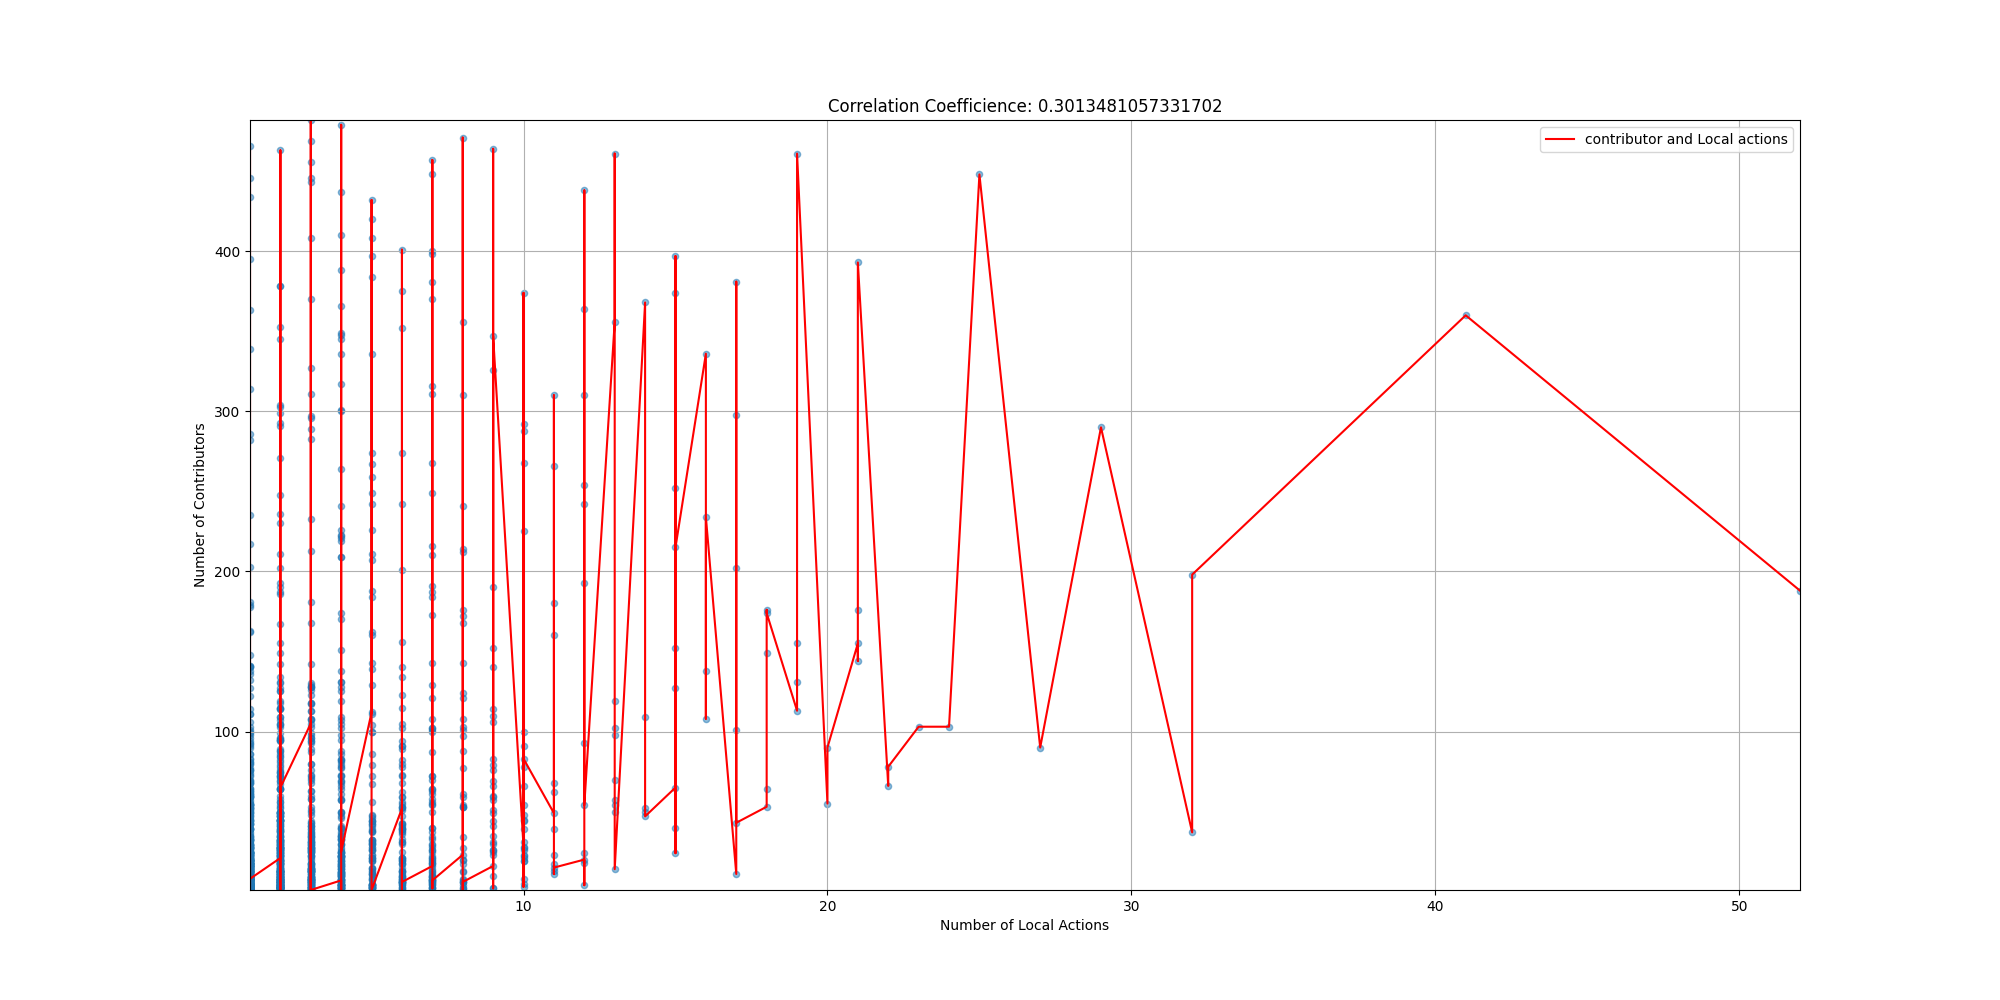 Correlation Coefficience: 0.3013481057331702
contributor and Local actions
Number of Contributors
400
300
200
100
10
20
30
40
50
Number of Local Actions